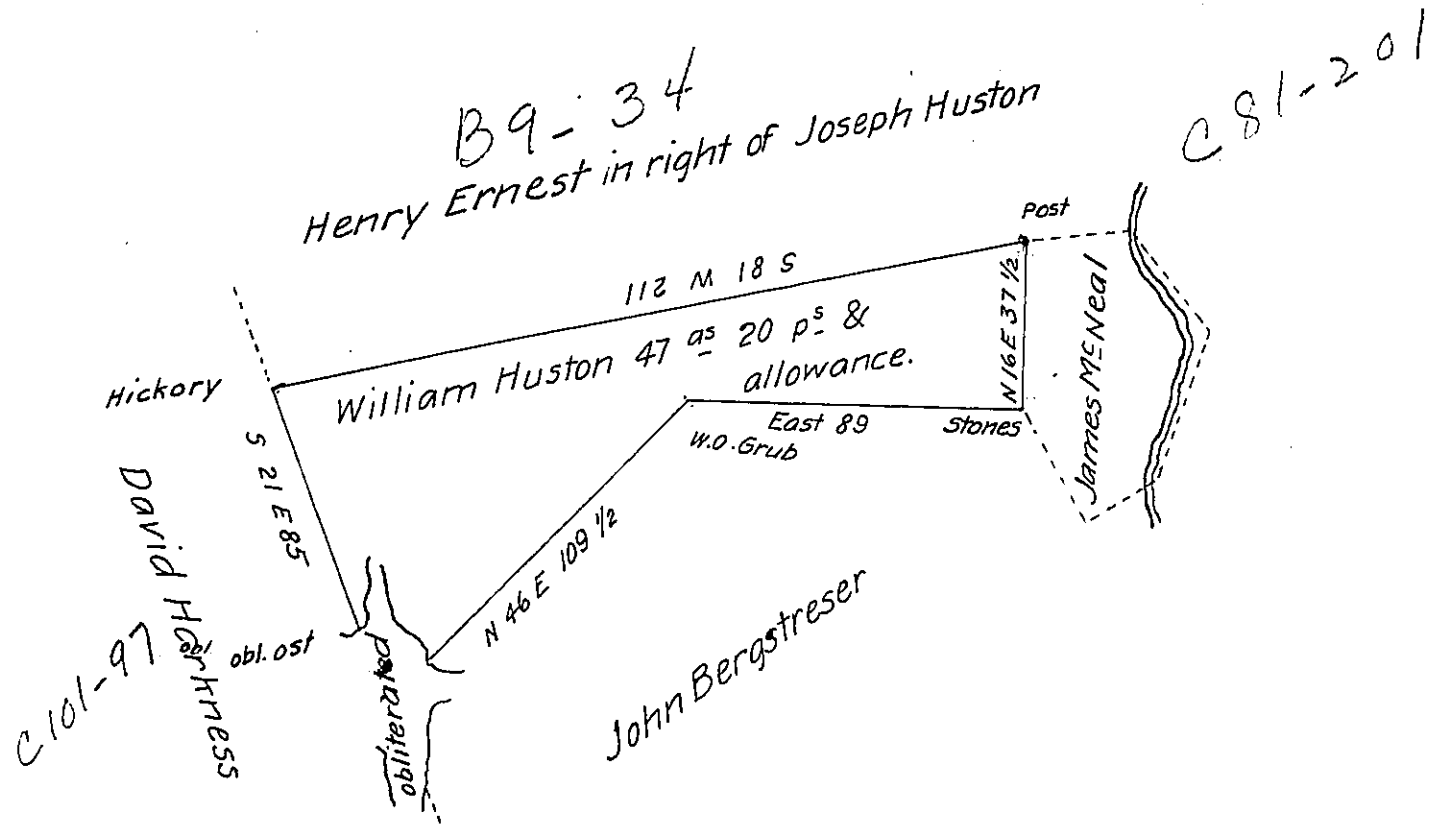 B9-34
C81-201
Henry Ernest in right of Joseph Huston
Post
S 81 W 211
N 16 E 37 1/2
James McNeal
William Huston 47 as 20 ps &
allowance.
Hickory
S 21 E 85
East 89
Stones
W.O. Grub
N 46 E 109 1/2
David Harkness
C101-97
obl.
obl. ost
obliterated
John Bergstreser